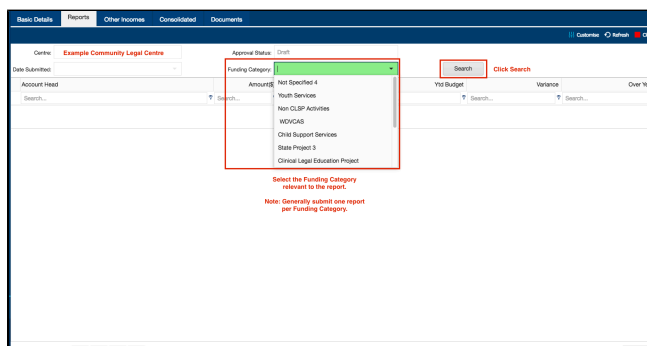 Basic Details Reports Other Incomes Consolidated Documents
Customise Refresh
Centre: Example Community Legal Centre Approval Status: Draft
Date Submitted: Funding Category: Search Click Search
Account Head Amount($ Ytd Budget Variance Over
Search... Search... Search... Search...
Not Specified 4
Youth Services
Non CLSP Activities
WDVCAS
Child Support Services
State Project 3
Clinical Legal Education Project
Select the Funding Category
relevant to the report.
Note: Generally submit one report
per Funding Category.